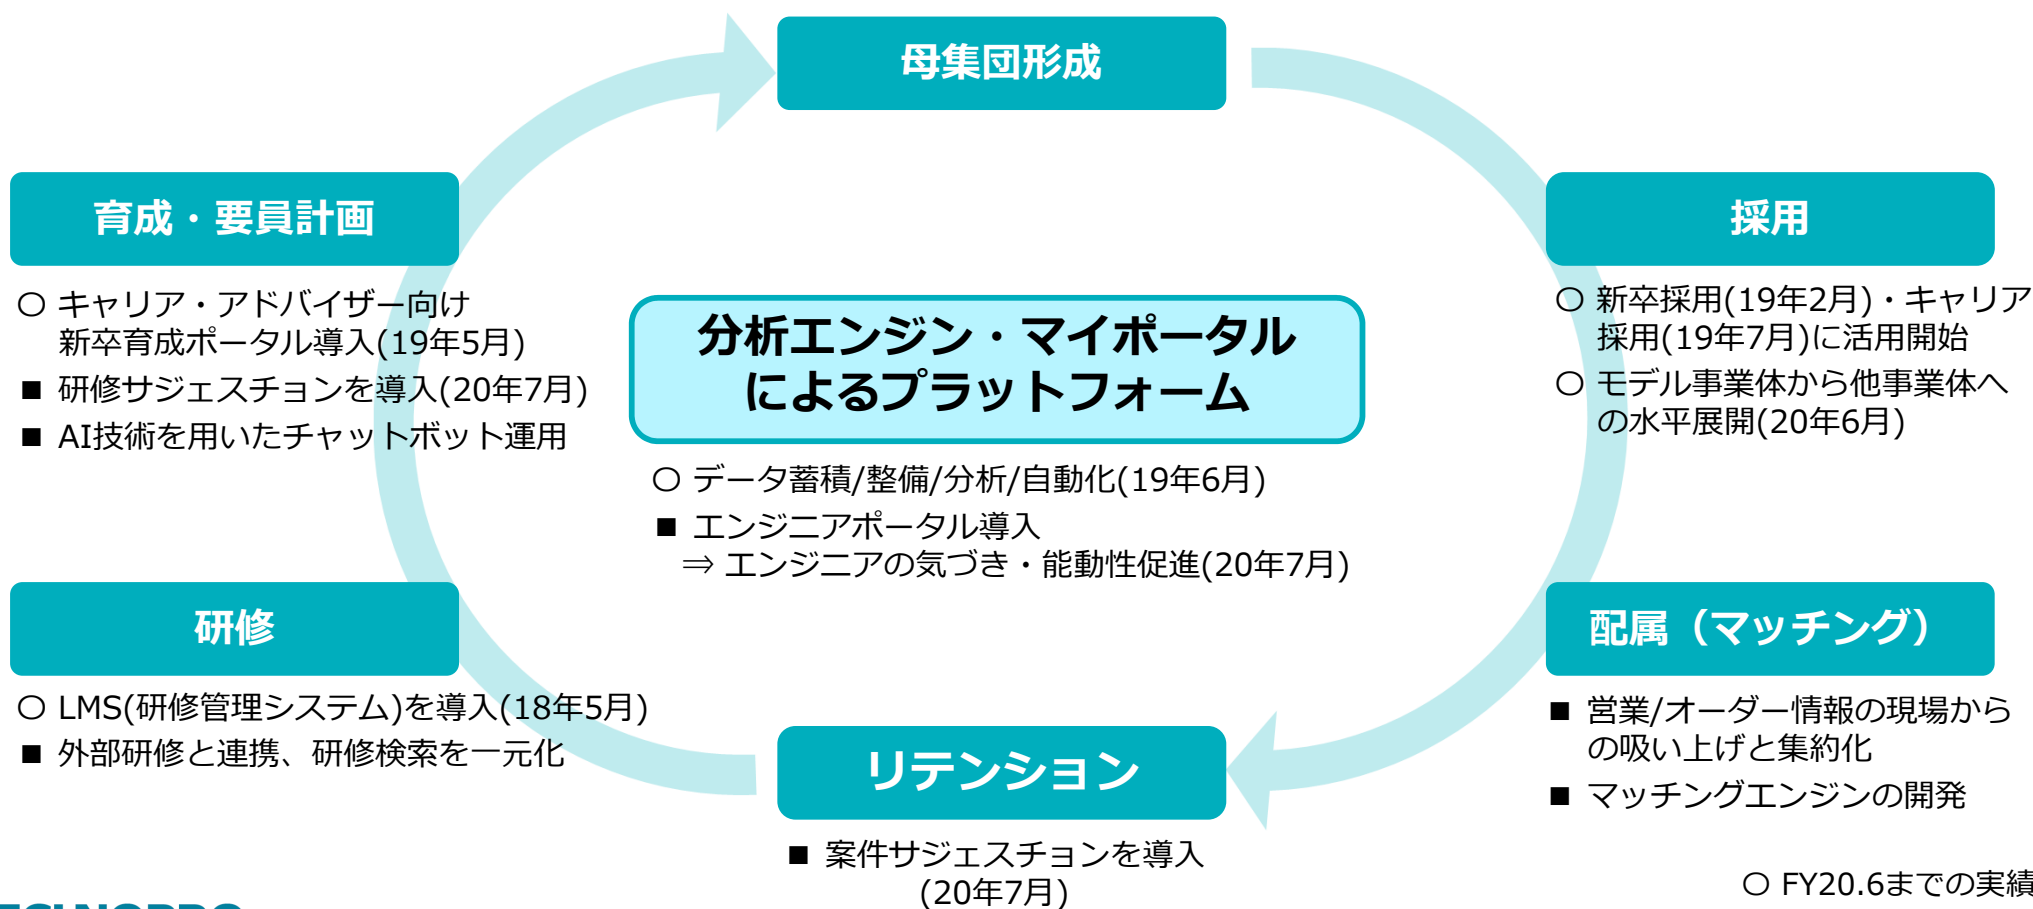 母集団形成
育成・要員計画
〇 キャリア・アドバイザー向け
新卒育成ポータル導入(19年5月)
■ 研修サジェスチョンを導入(20年7月)
■ AI技術を用いたチャットボット運用
採用
〇 新卒採用(19年2月)・キャリア
採用(19年7月)に活用開始
〇 モデル事業体から他事業体へ
の水平展開(20年6月)
分析エンジン・マイポータル
によるプラットフォーム
〇 データ蓄積/整備/分析/自動化(19年6月)
■ エンジニアポータル導入
⇒ エンジニアの気づき・能動性促進(20年7月)
研修
〇 LMS(研修管理システム)を導入(18年5月)
■ 外部研修と連携、研修検索を一元化
配属（マッチング）
■ 営業/オーダー情報の現場から
の吸い上げと集約化
■ マッチングエンジンの開発
リテンション
■ 案件サジェスチョンを導入
(20年7月)
〇 FY20.6までの実績